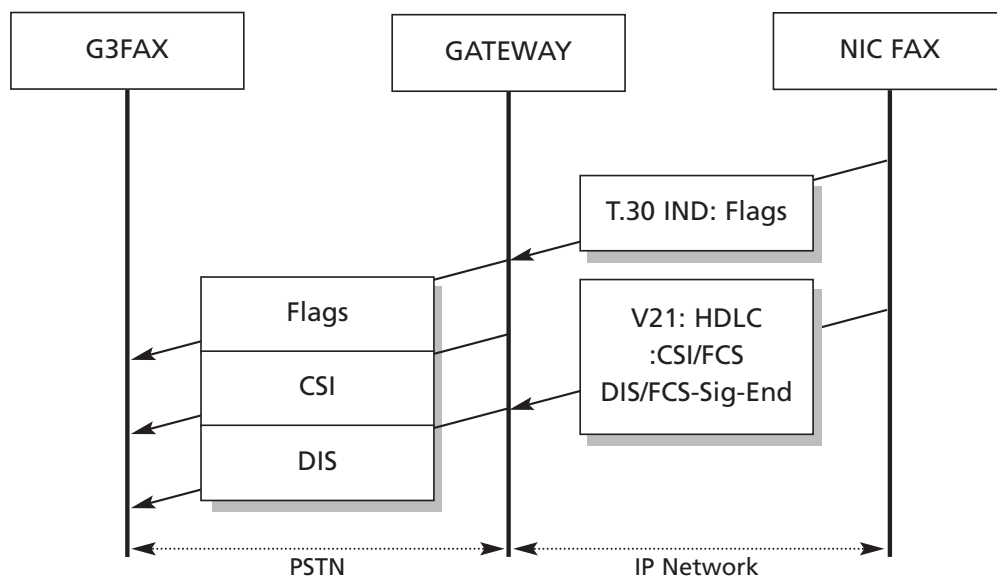 G3FAX
GATEWAY
NIC FAX
T.30 IND: Flags
Flags
CSI
DIS
V21: HDLC
:CSI/FCS
DIS/FCS-Sig-End
PSTN
IP Network